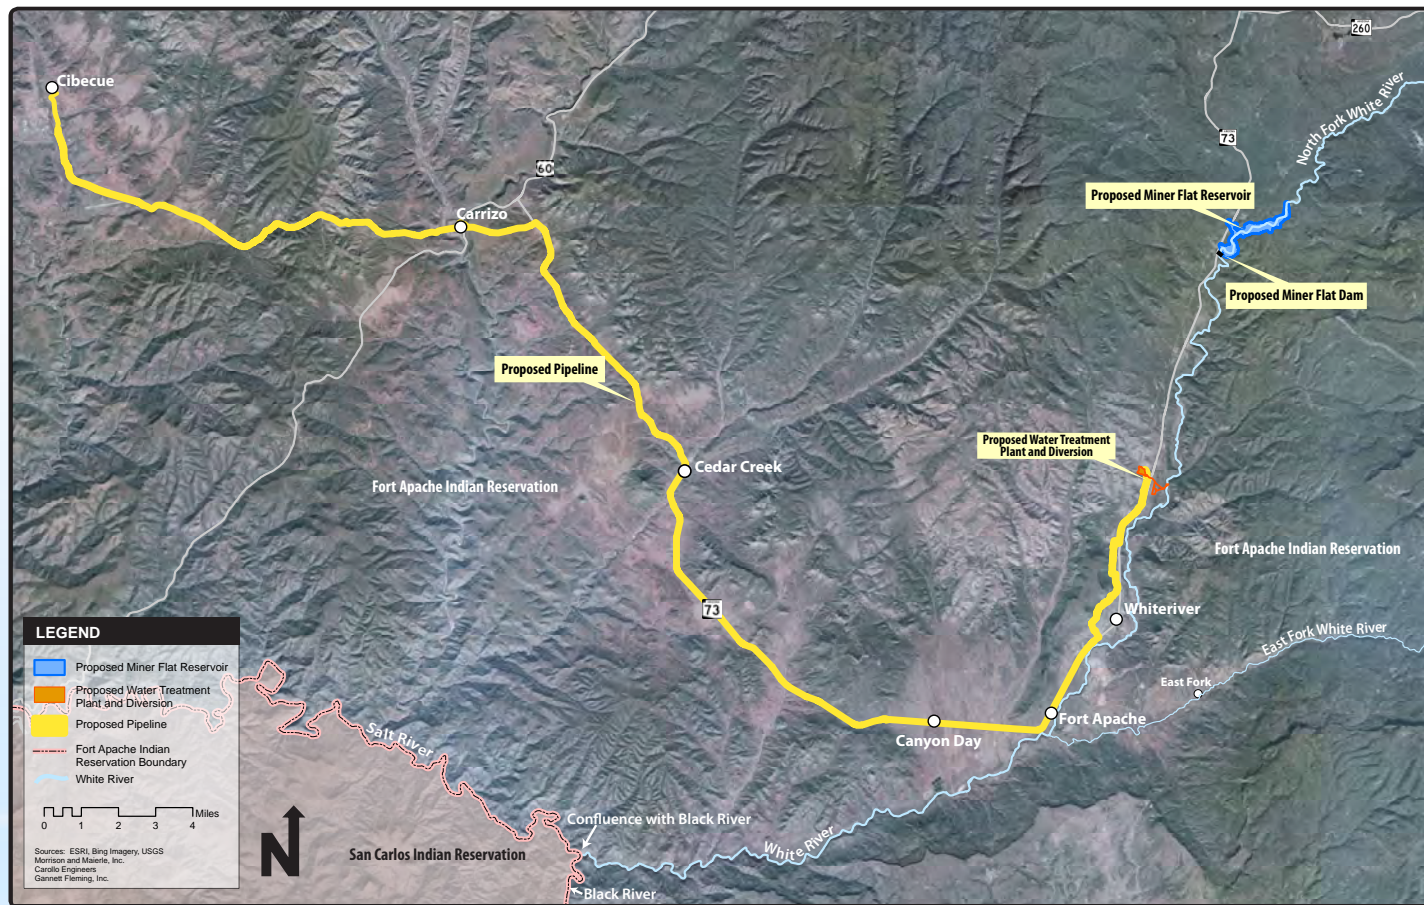 260
Cibecue
North Fork White River
73
60
Proposed Miner Flat Reservoir
Carrizo
Proposed Miner Flat Dam
Proposed Pipeline
Proposed Water Treatment
Plant and Diversion
Cedar Creek
Fort Apache Indian Reservation
Fort Apache Indian Reservation
73
Whiteriver
East Fork White River
East Fork
Fort Apache
Canyon Day
Salt River
Confluence with Black River
White River
San Carlos Indian Reservation
Black River
LEGEND
Proposed Miner Flat Reservoir
Proposed Water Treatment
Plant and Diversion
Proposed Pipeline
Fort Apache Indian
Reservation Boundary
White River
Miles
0 1 2 3 4
Sources: ESRI, Bing Imagery, USGS
Morrison and Maierle, Inc.
Carollo Engineers
Gannett Fleming, Inc.
N